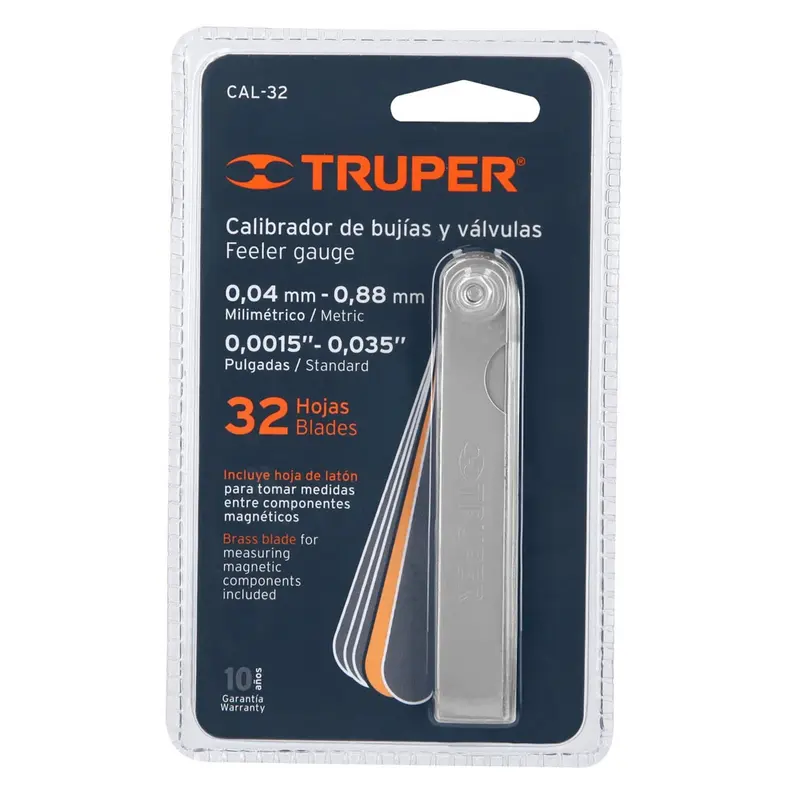 CAL-32
TRUPER®
Calibrador de bujías y válvulas
Feeler gauge
0,04 mm - 0,88 mm
Milimétrico / Metric
0,0015’’- 0,035’’
Pulgadas / Standard
32 Hojas
Blades
Incluye hoja de latón
para tomar medidas
entre componentes
magnéticos
Brass blade for
measuring
magnetic
components
included
10 años
Garantía
Warranty
TRUPER